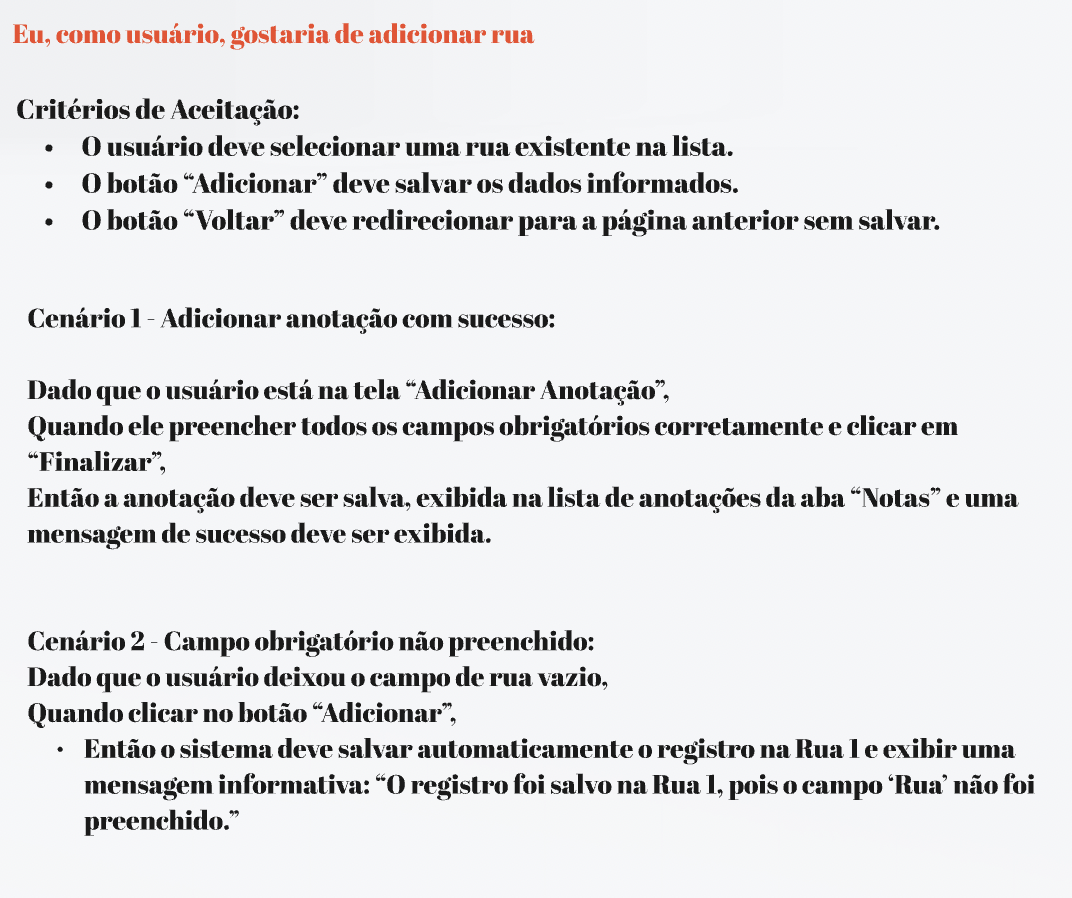 Eu, como usuário, gostaria de adicionar rua
Critérios de Aceitação:
• O usuário deve selecionar uma rua existente na lista.
• O botão “Adicionar” deve salvar os dados informados.
• O botão “Voltar” deve redirecionar para a página anterior sem salvar.
Cenário 1 - Adicionar anotação com sucesso:
Dado que o usuário está na tela “Adicionar Anotação”,
Quando ele preencher todos os campos obrigatórios corretamente e clicar em
“Finalizar”,
Então a anotação deve ser salva, exibida na lista de anotações da aba “Notas” e uma
mensagem de sucesso deve ser exibida.
Cenário 2 - Campo obrigatório não preenchido:
Dado que o usuário deixou o campo de rua vazio,
Quando clicar no botão “Adicionar”,
• Então o sistema deve salvar automaticamente o registro na Rua 1 e exibir uma
mensagem informativa: “O registro foi salvo na Rua 1, pois o campo ‘Rua’ não foi
preenchido.”